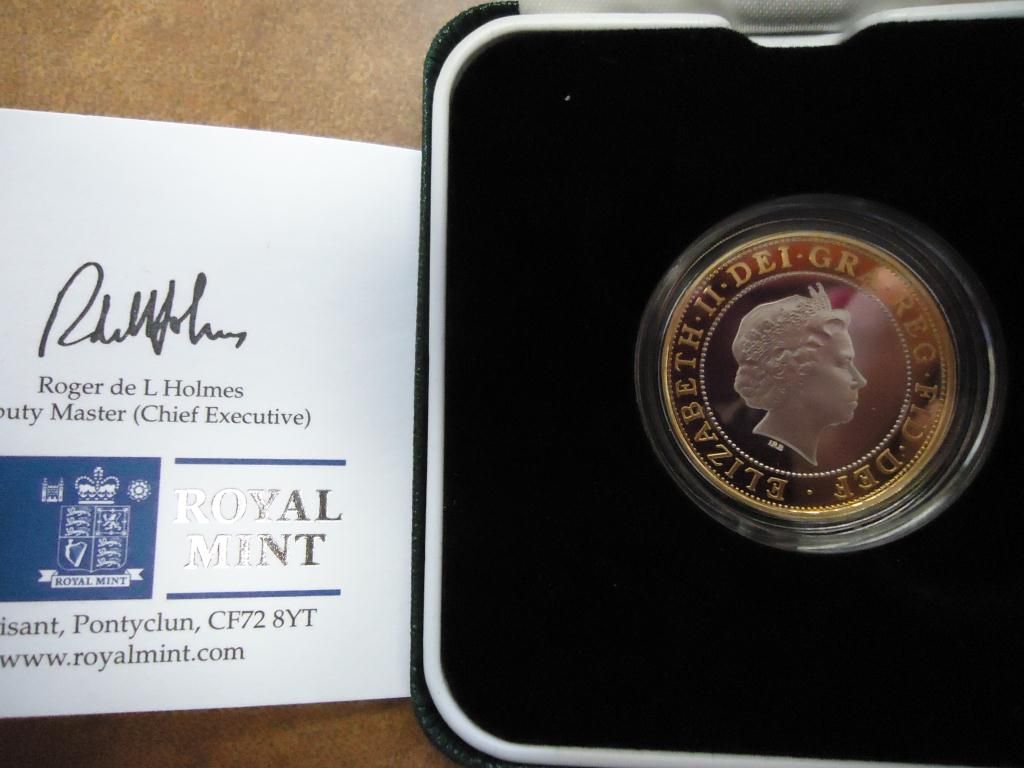 Roger de L Holmes
puty Master (Chief Executive)
ROYAL
MINT
ROYAL MINT
isant, Pontyclun, CF72 8YT
www.royalmint.com
ELIZABETH·II·DEI·GRA·REG·FID·DEF·
IRB